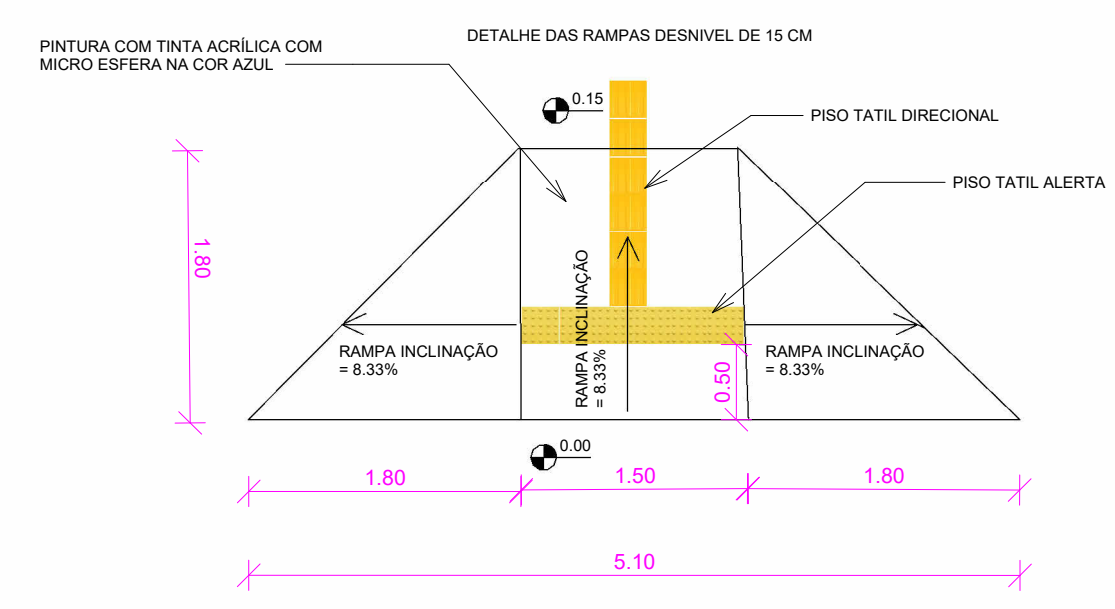 DETALHE DAS RAMPAS DESNIVEL DE 15 CM
PINTURA COM TINTA ACRÍLICA COM
MICRO ESFERA NA COR AZUL
0.15
PISO TATIL DIRECIONAL
PISO TATIL ALERTA
1.80
RAMPA INCLINAÇÃO
= 8.33%
RAMPA INCLINAÇÃO
= 8.33%
RAMPA INCLINAÇÃO
= 8.33%
0.50
0.00
1.80
1.50
1.80
5.10